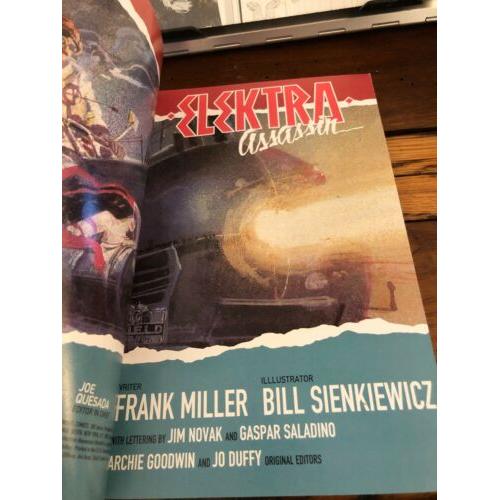 ELEKTRA
assassin
S.H.I.E.L.D.
JOE
QUESADA
EDITOR IN CHIEF
WRITER
ILLLUSTRATOR
FRANK MILLER BILL SIENKIEWICZ
WITH LETTERING BY JIM NOVAK AND GASPAR SALADINO
ARCHIE GOODWIN AND JO DUFFY ORIGINAL EDITORS